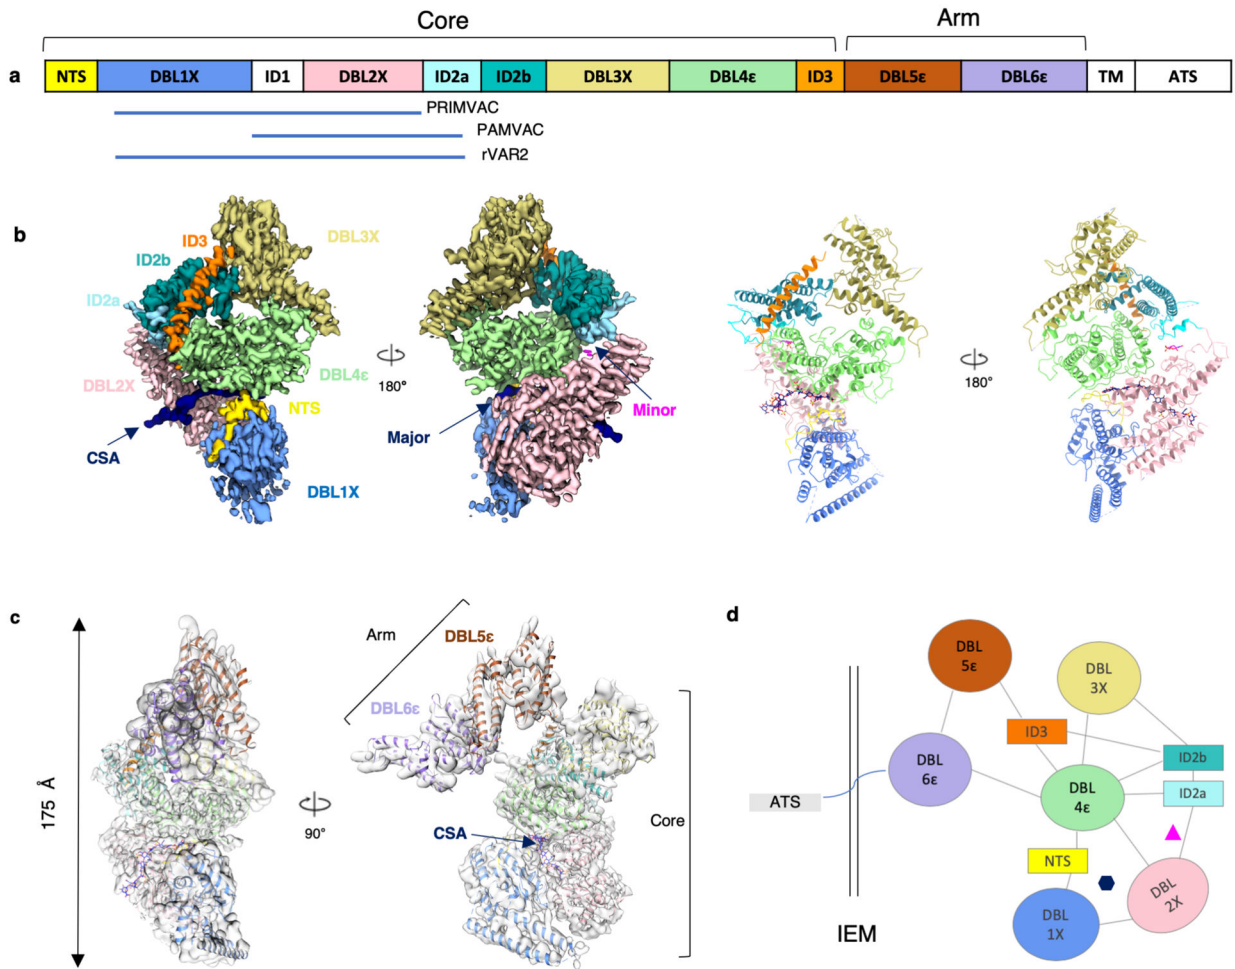 Core
Arm
a
NTS DBL1X ID1 DBL2X ID2a ID2b DBL3X DBL4ε ID3 DBL5ε DBL6ε TM ATS
PRIMVAC
PAMVAC
rVAR2
b
ID3
DBL3X
ID2b
ID2a
DBL2X
DBL4ε
180°
180°
NTS
Minor
Major
CSA
DBL1X
c
d
Arm
DBL5ε
DBL6ε
175 Å
90°
CSA
Core
DBL
5ε
DBL
3X
ID3
ID2b
DBL
6ε
DBL
4ε
ID2a
ATS
NTS
DBL
2X
DBL
1X
IEM